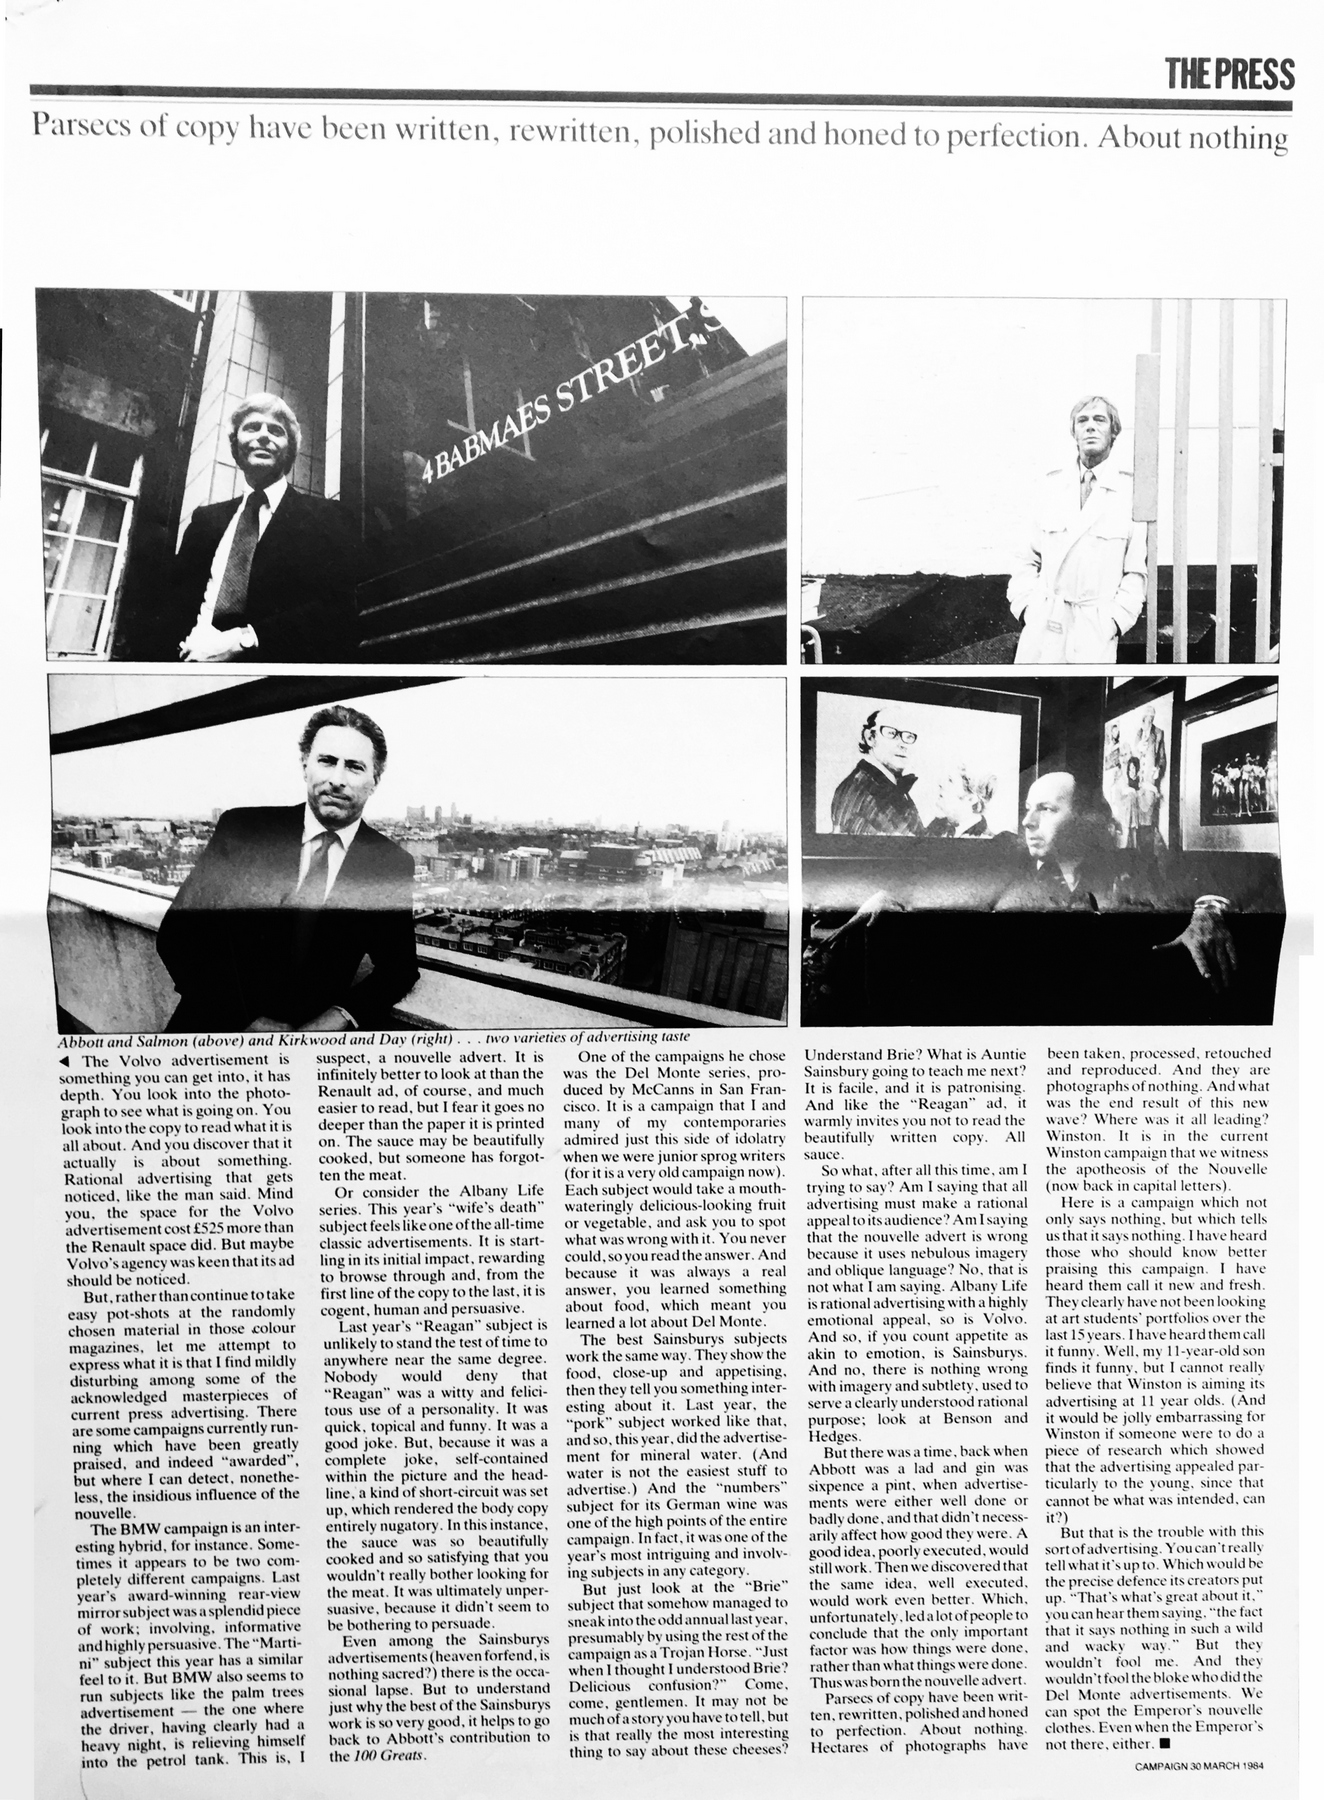 THE PRESS
Parsecs of copy have been written, rewritten, polished and honed to perfection. About nothing
4 BABMAES STREET, S
Abbott and Salmon (above) and Kirkwood and Day (right) . . . two varieties of advertising taste
◀ The Volvo advertisement is
something you can get into, it has
depth. You look into the photo-
graph to see what is going on. You
look into the copy to read what it is
all about. And you discover that it
actually is about something.
Rational advertising that gets
noticed, like the man said. Mind
you, the space for the Volvo
advertisement cost £525 more than
the Renault space did. But maybe
Volvo's agency was keen that its ad
should be noticed.
But, rather than continue to take
easy pot-shots at the randomly
chosen material in those colour
magazines, let me attempt to
express what it is that I find mildly
disturbing among some of the
acknowledged masterpieces of
current press advertising. There
are some campaigns currently run-
ning which have been greatly
praised, and indeed "awarded",
but where I can detect, nonethe-
less, the insidious influence of the
nouvelle.
The BMW campaign is an inter-
esting hybrid, for instance. Some-
times it appears to be two com-
pletely different campaigns. Last
year's award-winning rear-view
mirror subject was a splendid piece
of work; involving, informative
and highly persuasive. The "Marti-
ni" subject this year has a similar
feel to it. But BMW also seems to
run subjects like the palm trees
advertisement — the one where
the driver, having clearly had a
heavy night, is relieving himself
into the petrol tank. This is, I
suspect, a nouvelle advert. It is
infinitely better to look at than the
Renault ad, of course, and much
easier to read, but I fear it goes no
deeper than the paper it is printed
on. The sauce may be beautifully
cooked, but someone has forgot-
ten the meat.
Or consider the Albany Life
series. This year's "wife's death"
subject feels like one of the all-time
classic advertisements. It is start-
ling in its initial impact, rewarding
to browse through and, from the
first line of the copy to the last, it is
cogent, human and persuasive.
Last year's "Reagan" subject is
unlikely to stand the test of time to
anywhere near the same degree.
Nobody would deny that
"Reagan" was a witty and felici-
tous use of a personality. It was
quick, topical and funny. It was a
good joke. But, because it was a
complete joke, self-contained
within the picture and the head-
line, a kind of short-circuit was set
up, which rendered the body copy
entirely nugatory. In this instance,
the sauce was so beautifully
cooked and so satisfying that you
wouldn't really bother looking for
the meat. It was ultimately unper-
suasive, because it didn't seem to
be bothering to persuade.
Even among the Sainsburys
advertisements (heaven forfend, is
nothing sacred?) there is the occa-
sional lapse. But to understand
just why the best of the Sainsburys
work is so very good, it helps to go
back to Abbott's contribution to
the 100 Greats.
One of the campaigns he chose
was the Del Monte series, pro-
duced by McCanns in San Fran-
cisco. It is a campaign that I and
many of my contemporaries
admired just this side of idolatry
when we were junior sprog writers
(for it is a very old campaign now).
Each subject would take a mouth-
wateringly delicious-looking fruit
or vegetable, and ask you to spot
what was wrong with it. You never
could, so you read the answer. And
because it was always a real
answer, you learned something
about food, which meant you
learned a lot about Del Monte.
The best Sainsburys subjects
work the same way. They show the
food, close-up and appetising,
then they tell you something inter-
esting about it. Last year, the
"pork" subject worked like that,
and so, this year, did the advertise-
ment for mineral water. (And
water is not the easiest stuff to
advertise.) And the "numbers"
subject for its German wine was
one of the high points of the entire
campaign. In fact, it was one of the
year's most intriguing and involv-
ing subjects in any category.
But just look at the "Brie"
subject that somehow managed to
sneak into the odd annual last year,
presumably by using the rest of the
campaign as a Trojan Horse. "Just
when I thought I understood Brie?
Delicious confusion?" Come,
come, gentlemen. It may not be
much of a story you have to tell, but
is that really the most interesting
thing to say about these cheeses?
Understand Brie? What is Auntie
Sainsbury going to teach me next?
It is facile, and it is patronising.
And like the "Reagan" ad, it
warmly invites you not to read the
beautifully written copy. All
sauce.
So what, after all this time, am I
trying to say? Am I saying that all
advertising must make a rational
appeal to its audience? Am I saying
that the nouvelle advert is wrong
because it uses nebulous imagery
and oblique language? No, that is
not what I am saying. Albany Life
is rational advertising with a highly
emotional appeal, so is Volvo.
And so, if you count appetite as
akin to emotion, is Sainsburys.
And no, there is nothing wrong
with imagery and subtlety, used to
serve a clearly understood rational
purpose; look at Benson and
Hedges.
But there was a time, back when
Abbott was a lad and gin was
sixpence a pint, when advertise-
ments were either well done or
badly done, and that didn't necess-
arily affect how good they were. A
good idea, poorly executed, would
still work. Then we discovered that
the same idea, well executed,
would work even better. Which,
unfortunately, led a lot of people to
conclude that the only important
factor was how things were done,
rather than what things were done.
Thus was born the nouvelle advert.
Parsecs of copy have been writ-
ten, rewritten, polished and honed
to perfection. About nothing.
Hectares of photographs have
been taken, processed, retouched
and reproduced. And they are
photographs of nothing. And what
was the end result of this new
wave? Where was it all leading?
Winston. It is in the current
Winston campaign that we witness
the apotheosis of the Nouvelle
(now back in capital letters).
Here is a campaign which not
only says nothing, but which tells
us that it says nothing. I have heard
those who should know better
praising this campaign. I have
heard them call it new and fresh.
They clearly have not been looking
at art students' portfolios over the
last 15 years. I have heard them call
it funny. Well, my 11-year-old son
finds it funny, but I cannot really
believe that Winston is aiming its
advertising at 11 year olds. (And
it would be jolly embarrassing for
Winston if someone were to do a
piece of research which showed
that the advertising appealed par-
ticularly to the young, since that
cannot be what was intended, can
it?)
But that is the trouble with this
sort of advertising. You can't really
tell what it's up to. Which would be
the precise defence its creators put
up. "That's what's great about it,"
you can hear them saying, "the fact
that it says nothing in such a wild
and wacky way." But they
wouldn't fool me. And they
wouldn't fool the bloke who did the
Del Monte advertisements. We
can spot the Emperor's nouvelle
clothes. Even when the Emperor's
not there, either. ■
CAMPAIGN 30 MARCH 1984